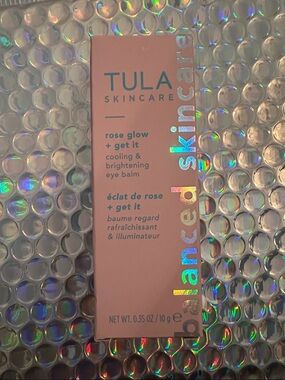 TULA
SKINCARE
rose glow
+ get it
cooling &
brightening
eye balm
éclat de rose
+ get it
baume regard
rafraîchissant
& illuminateur
NET WT. 0.35 OZ / 10 g ℮
balanced skincare